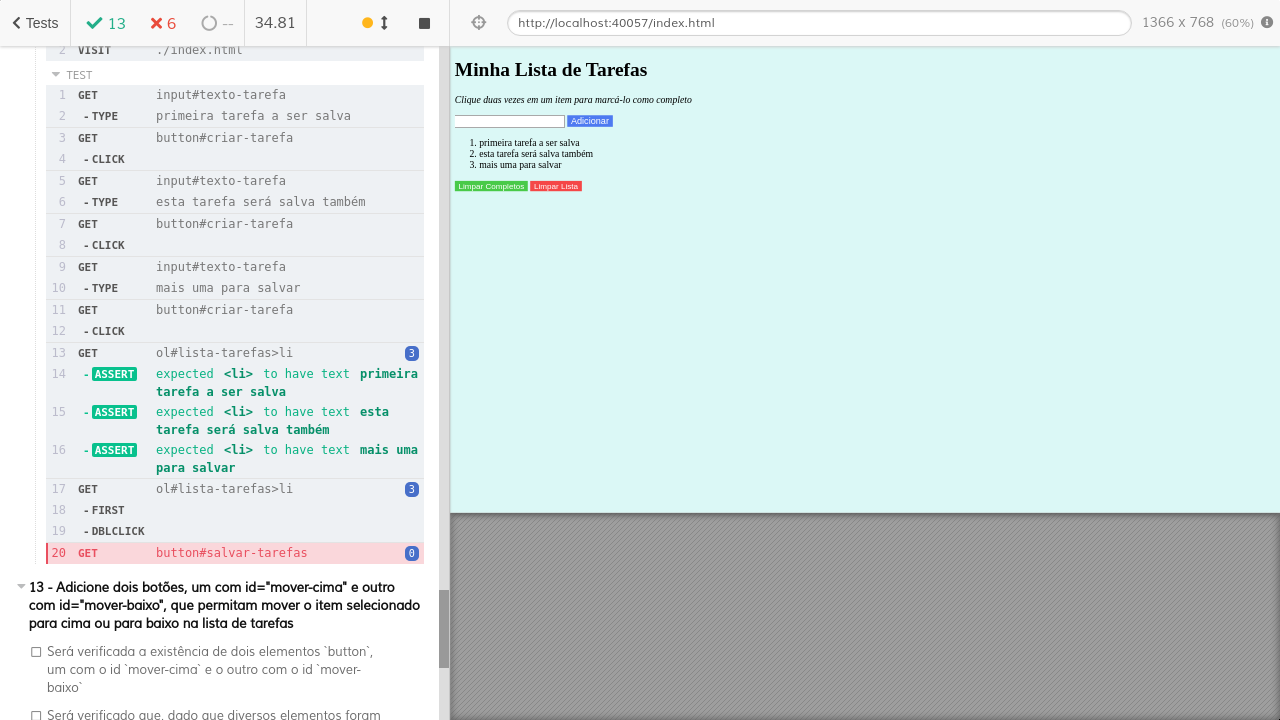 Tests
13
6
--
34.81
http://localhost:40057/index.html
1366 x 768 (60%)
2 VISIT ./index.html
TEST
1 GET input#texto-tarefa
2 -TYPE primeira tarefa a ser salva
3 GET button#criar-tarefa
4 -CLICK
5 GET input#texto-tarefa
6 -TYPE esta tarefa será salva também
7 GET button#criar-tarefa
8 -CLICK
9 GET input#texto-tarefa
10 -TYPE mais uma para salvar
11 GET button#criar-tarefa
12 -CLICK
13 GET ol#lista-tarefas>li 3
14 -ASSERT expected <li> to have text primeira
tarefa a ser salva
15 -ASSERT expected <li> to have text esta
tarefa será salva também
16 -ASSERT expected <li> to have text mais uma
para salvar
17 GET ol#lista-tarefas>li 3
18 -FIRST
19 -DBLCLICK
20 GET button#salvar-tarefas 0
13 - Adicione dois botões, um com id="mover-cima" e outro
com id="mover-baixo", que permitam mover o item selecionado
para cima ou para baixo na lista de tarefas
Será verificada a existência de dois elementos `button`,
um com o id `mover-cima` e o outro com o id `mover-
baixo`
Será verificado que, dado que diversos elementos foram
Minha Lista de Tarefas
Clique duas vezes em um item para marcá-lo como completo
Adicionar
1. primeira tarefa a ser salva
2. esta tarefa será salva também
3. mais uma para salvar
Limpar Completos Limpar Lista